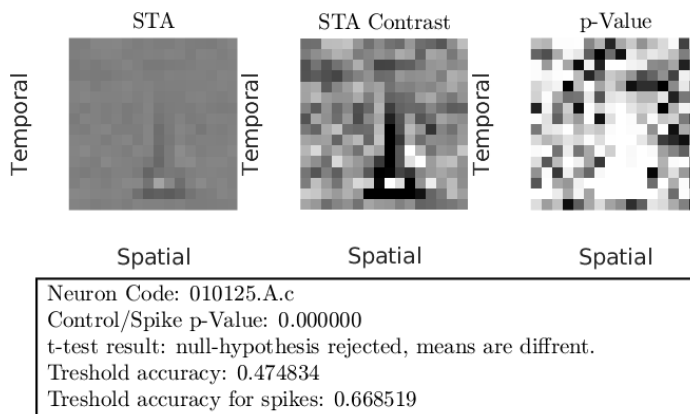 STA
STA Contrast
p-Value
Temporal
Temporal
Temporal
Spatial
Spatial
Spatial
Neuron Code: 010125.A.c
Control/Spike p-Value: 0.000000
t-test result: null-hypothesis rejected, means are diffrent.
Treshold accuracy: 0.474834
Treshold accuracy for spikes: 0.668519